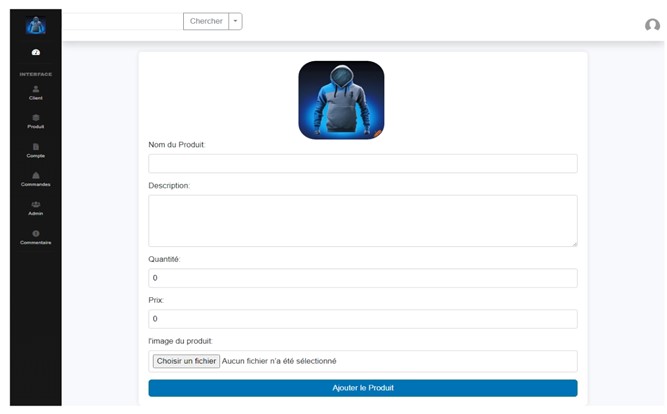 Chercher
INTERFACE
Client
Produit
Compte
Commandes
Admin
Commentaire
Nom du Produit:
Description:
Quantité:
0
Prix:
0
l'image du produit:
Choisir un fichier Aucun fichier n'a été sélectionné
Ajouter le Produit